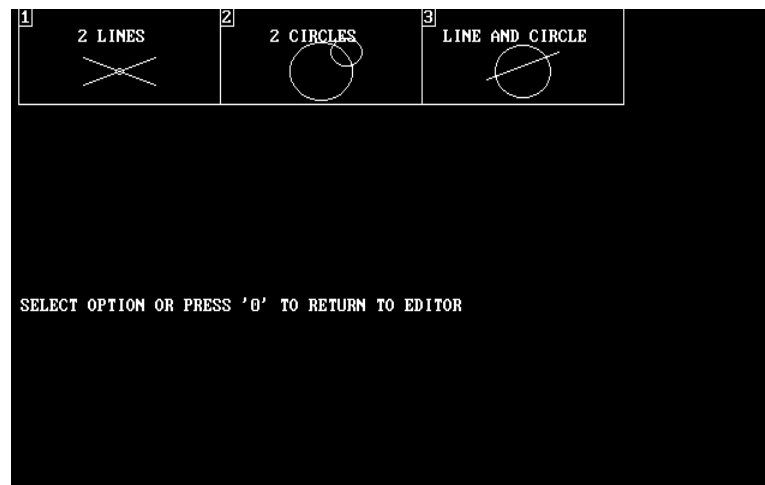 1
2 LINES
2
2 CIRCLES
3
LINE AND CIRCLE
SELECT OPTION OR PRESS '0' TO RETURN TO EDITOR